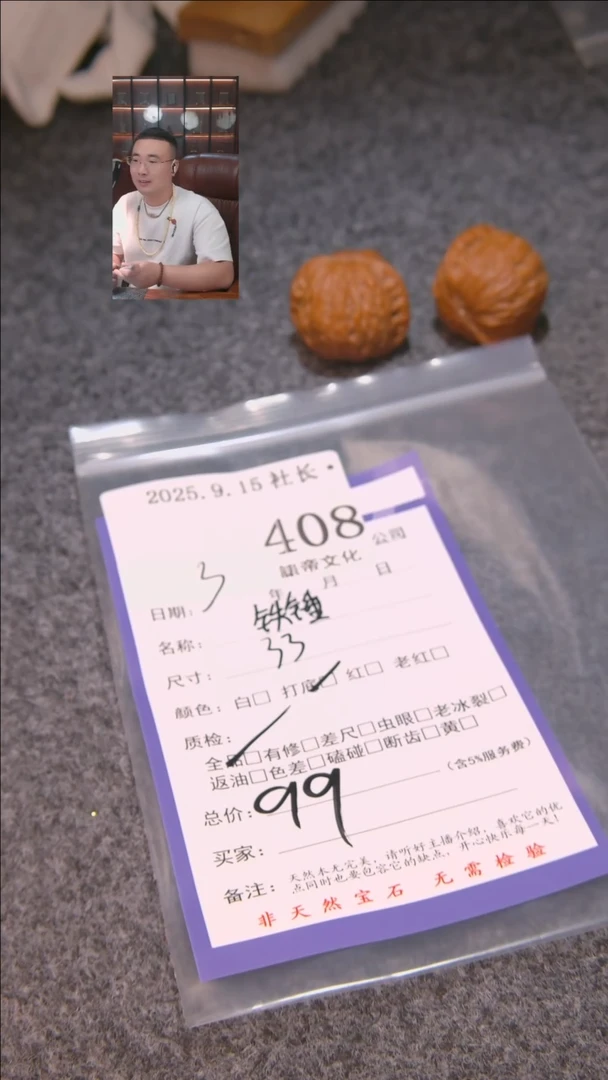 2025.9.15 社长
408 公司
3
年 月 日
日期:
名称: 铁锤
尺寸: 33
颜色: 白□ 打底□ 红□ 老红□
质检:
全品□有修□差尺□虫眼□老冰裂□
返油□色差□磕碰□断齿□黄□
总价: 99 (含5%服务费)
买家:
备注: 天然本无完美, 请听好主播介绍, 喜欢它的优
点同时也要包容它的缺点, 开心快乐每一天!
非天然宝石 无需检验